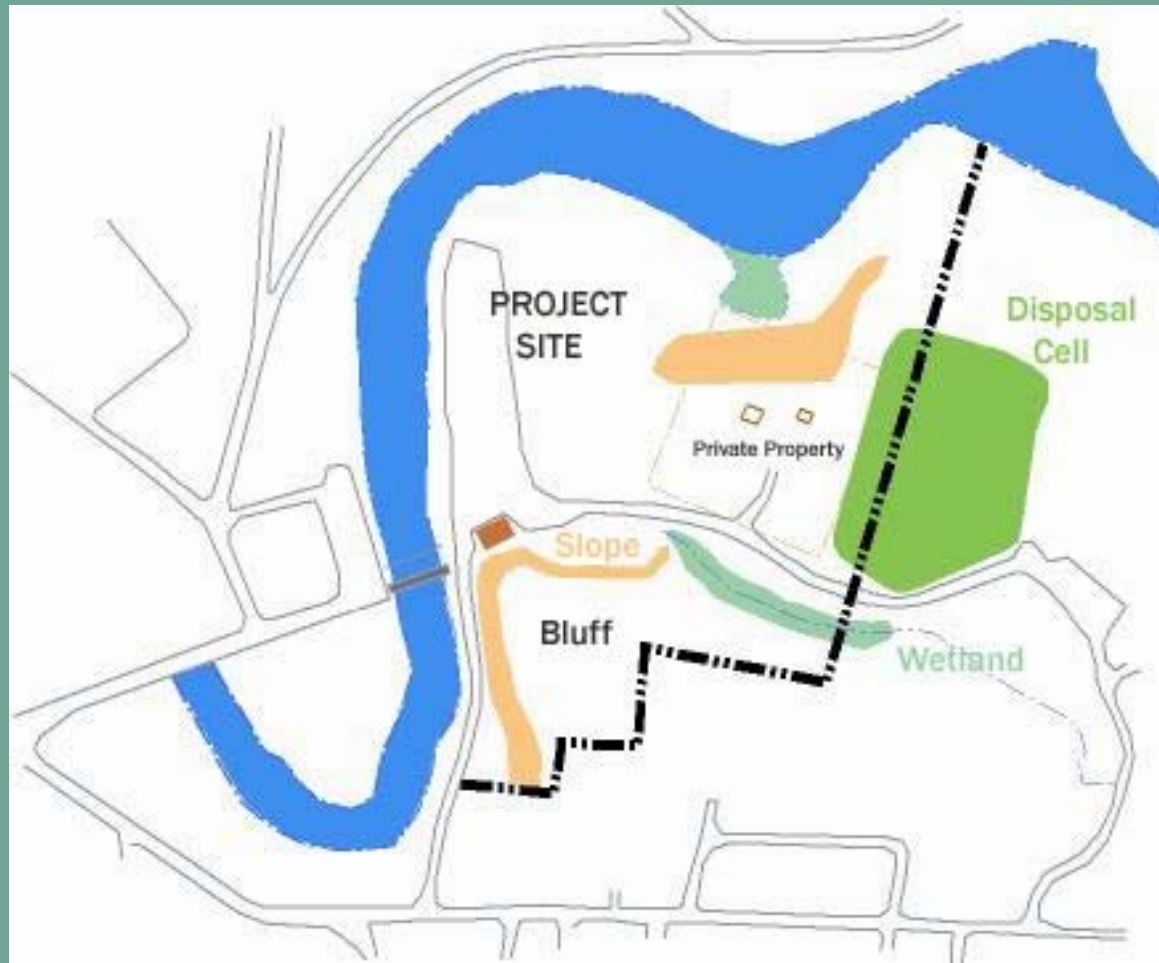 PROJECT
SITE
Disposal
Cell
Private Property
Slope
Bluff
Wetland